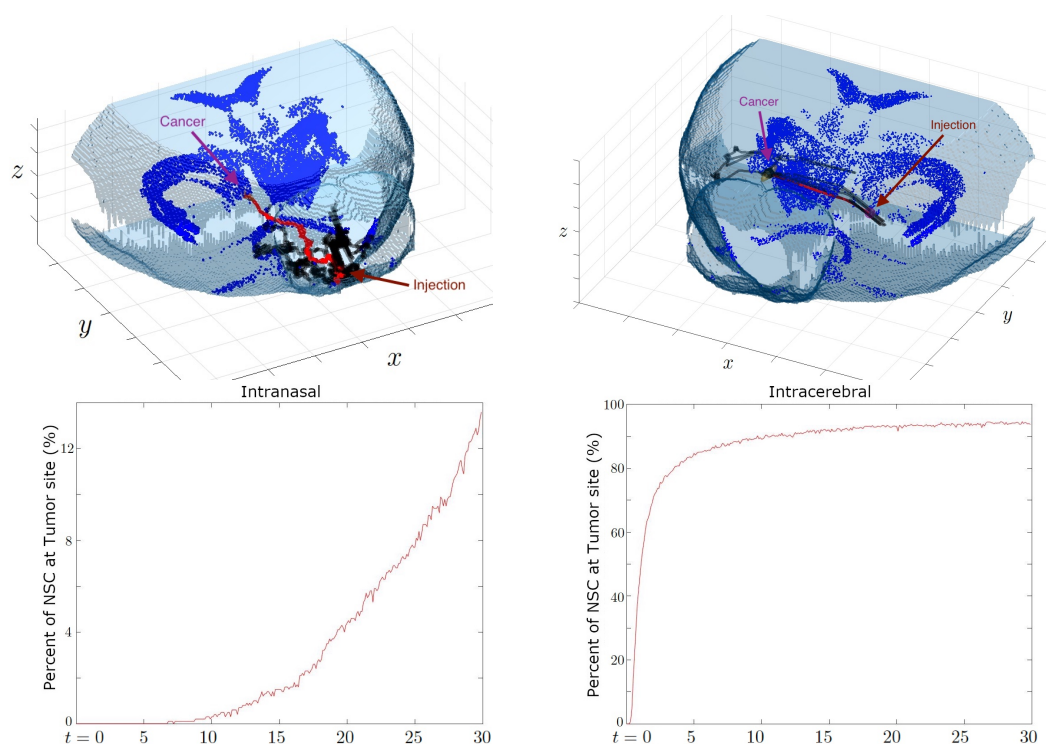 Cancer
Injection
z
y
x
Cancer
Injection
z
y
x
Intranasal
Percent of NSC at Tumor site (%)
12
8
4
0
t = 0 5 10 15 20 25 30
Intracerebral
Percent of NSC at Tumor site (%)
100
80
60
40
20
0
t = 0 5 10 15 20 25 30